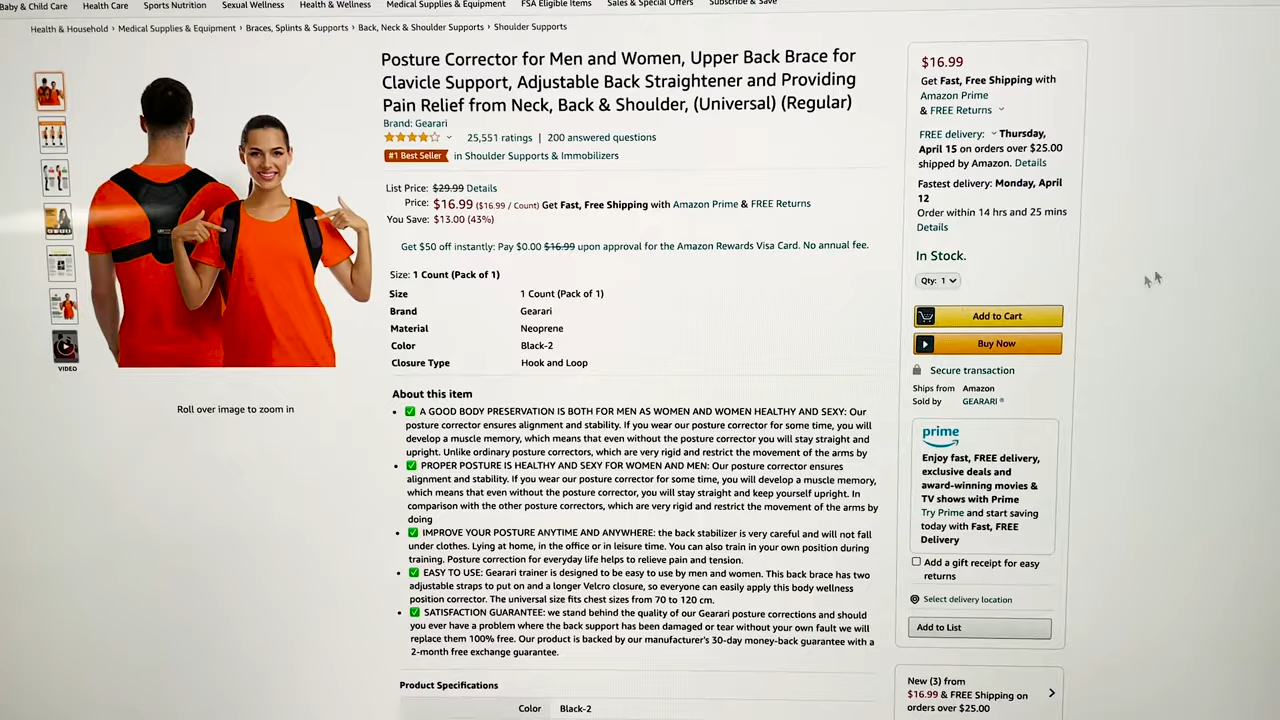 Baby & Child Care Health Care Sports Nutrition Sexual Wellness Health & Wellness Medical Supplies & Equipment FSA Eligible Items Sales & Special Offers Subscribe & Save
Health & Household › Medical Supplies & Equipment › Braces, Splints & Supports › Back, Neck & Shoulder Supports › Shoulder Supports
VIDEO
Roll over image to zoom in
Posture Corrector for Men and Women, Upper Back Brace for
Clavicle Support, Adjustable Back Straightener and Providing
Pain Relief from Neck, Back & Shoulder, (Universal) (Regular)
Brand: Gearari
25,551 ratings | 200 answered questions
#1 Best Seller in Shoulder Supports & Immobilizers
List Price: $29.99 Details
Price: $16.99 ($16.99 / Count) Get Fast, Free Shipping with Amazon Prime & FREE Returns
You Save: $13.00 (43%)
Get $50 off instantly: Pay $0.00 $16.99 upon approval for the Amazon Rewards Visa Card. No annual fee.
Size: 1 Count (Pack of 1)
Size 1 Count (Pack of 1)
Brand Gearari
Material Neoprene
Color Black-2
Closure Type Hook and Loop
About this item
• ✅ A GOOD BODY PRESERVATION IS BOTH FOR MEN AS WOMEN AND WOMEN HEALTHY AND SEXY: Our
posture corrector ensures alignment and stability. If you wear our posture corrector for some time, you will
develop a muscle memory, which means that even without the posture corrector you will stay straight and
upright. Unlike ordinary posture correctors, which are very rigid and restrict the movement of the arms by
• ✅ PROPER POSTURE IS HEALTHY AND SEXY FOR WOMEN AND MEN: Our posture corrector ensures
alignment and stability. If you wear our posture corrector for some time, you will develop a muscle memory,
which means that even without the posture corrector, you will stay straight and keep yourself upright. In
comparison with the other posture correctors, which are very rigid and restrict the movement of the arms by
doing
• ✅ IMPROVE YOUR POSTURE ANYTIME AND ANYWHERE: the back stabilizer is very careful and will not fall
under clothes. Lying at home, in the office or in leisure time. You can also train in your own position during
training. Posture correction for everyday life helps to relieve pain and tension.
• ✅ EASY TO USE: Gearari trainer is designed to be easy to use by men and women. This back brace has two
adjustable straps to put on and a longer Velcro closure, so everyone can easily apply this body wellness
position corrector. The universal size fits chest sizes from 70 to 120 cm.
• ✅ SATISFACTION GUARANTEE: we stand behind the quality of our Gearari posture corrections and should
you ever have a problem where the back support has been damaged or tear without your own fault we will
replace them 100% free. Our product is backed by our manufacturer's 30-day money-back guarantee with a
2-month free exchange guarantee.
Product Specifications
Color Black-2
$16.99
Get Fast, Free Shipping with
Amazon Prime
& FREE Returns
FREE delivery: Thursday,
April 15 on orders over $25.00
shipped by Amazon. Details
Fastest delivery: Monday, April
12
Order within 14 hrs and 25 mins
Details
In Stock.
Qty: 1
Add to Cart
Buy Now
Secure transaction
Ships from Amazon
Sold by GEARARI ®
prime
Enjoy fast, FREE delivery,
exclusive deals and
award-winning movies &
TV shows with Prime
Try Prime and start saving
today with Fast, FREE
Delivery
Add a gift receipt for easy
returns
Select delivery location
Add to List
New (3) from
$16.99 & FREE Shipping on
orders over $25.00